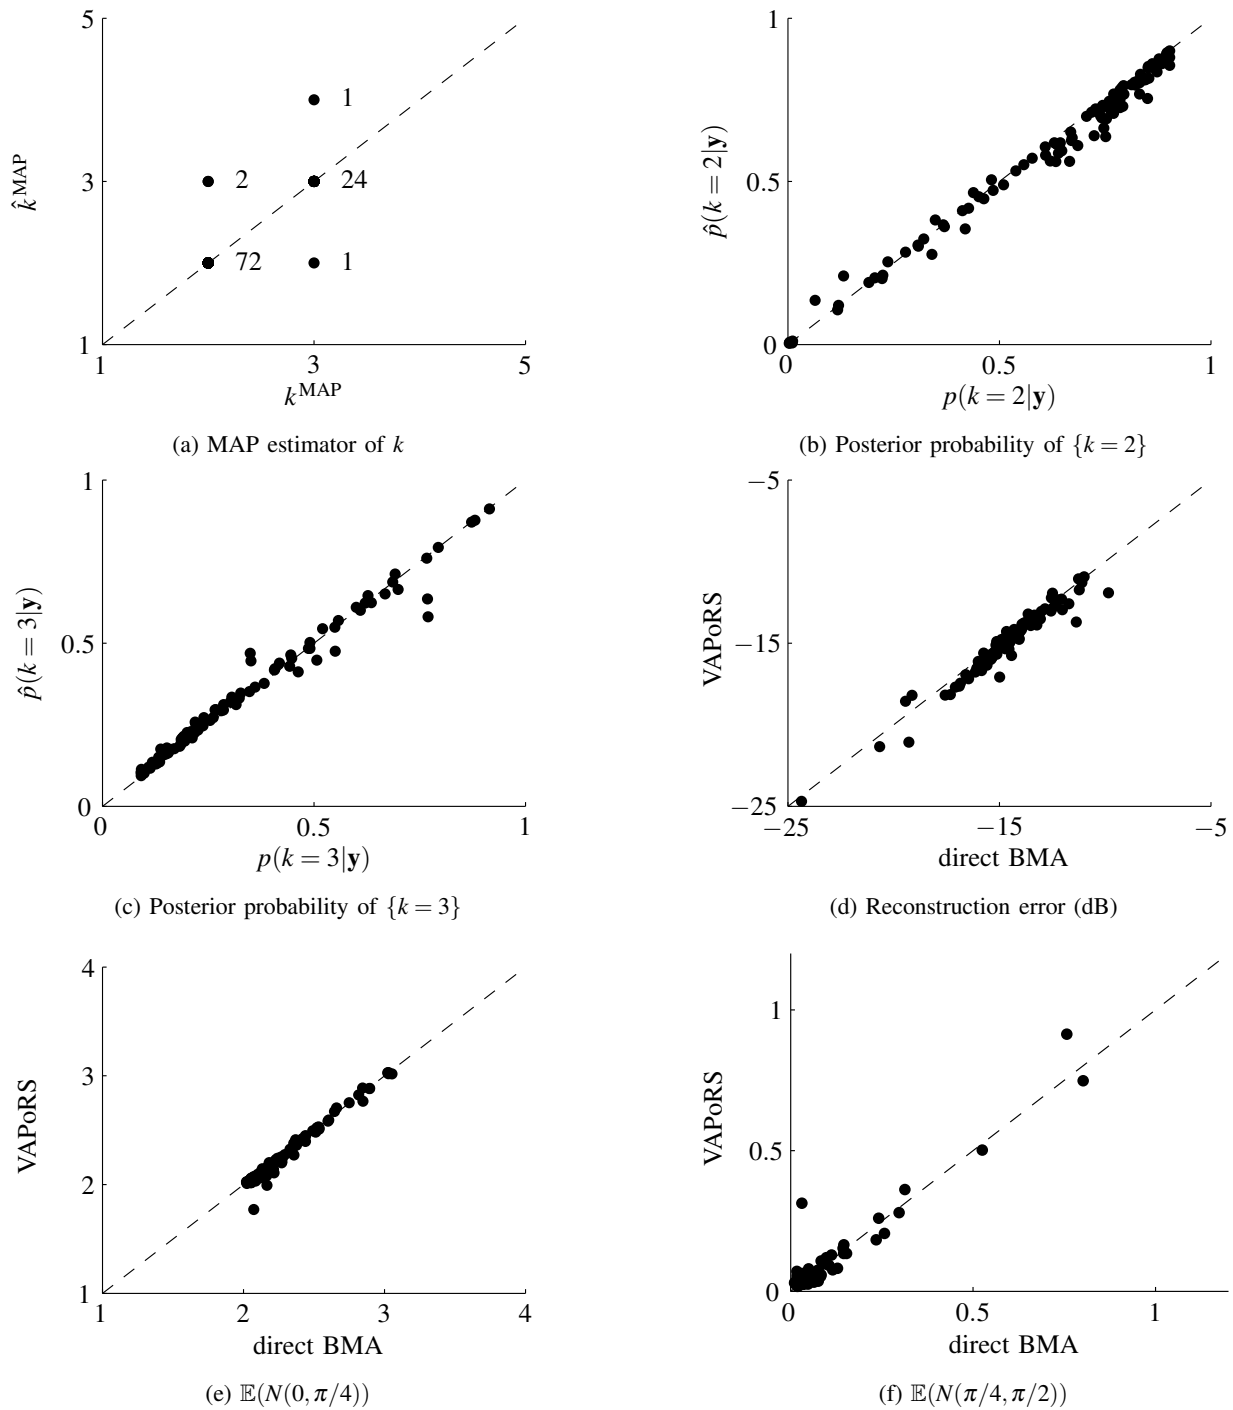 5
1
2
24
3
72
1
1
1
3
5
k̂^MAP
k^MAP
(a) MAP estimator of k
1
0.5
0
0
0.5
1
p̂(k = 2|y)
p(k = 2|y)
(b) Posterior probability of {k = 2}
1
0.5
0
0
0.5
1
p̂(k = 3|y)
p(k = 3|y)
(c) Posterior probability of {k = 3}
−5
−15
−25
−25
−15
−5
VAPoRS
direct BMA
(d) Reconstruction error (dB)
4
3
2
1
1
2
3
4
VAPoRS
direct BMA
(e) 𝔼(N(0, π/4))
1
0.5
0
0
0.5
1
VAPoRS
direct BMA
(f) 𝔼(N(π/4, π/2))